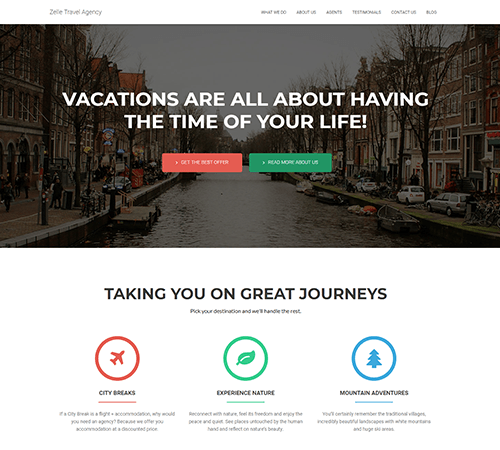 Zelle Travel Agency
WHAT WE DO ABOUT US AGENTS TESTIMONIALS CONTACT US BLOG
VACATIONS ARE ALL ABOUT HAVING
THE TIME OF YOUR LIFE!
GET THE BEST OFFER READ MORE ABOUT US
TAKING YOU ON GREAT JOURNEYS
Pick your destination and we'll handle the rest.
CITY BREAKS
If a City Break is a flight + accommodation, why would
you need an agency? Because we offer you
accommodation at a discounted price.
EXPERIENCE NATURE
Reconnect with nature; feel its freedom and enjoy the
peace and quiet. See places untouched by the human
hand and reflect on nature's beauty.
MOUNTAIN ADVENTURES
You'll certainly remember the traditional villages,
incredibly beautiful landscapes with white mountains
and huge ski areas.